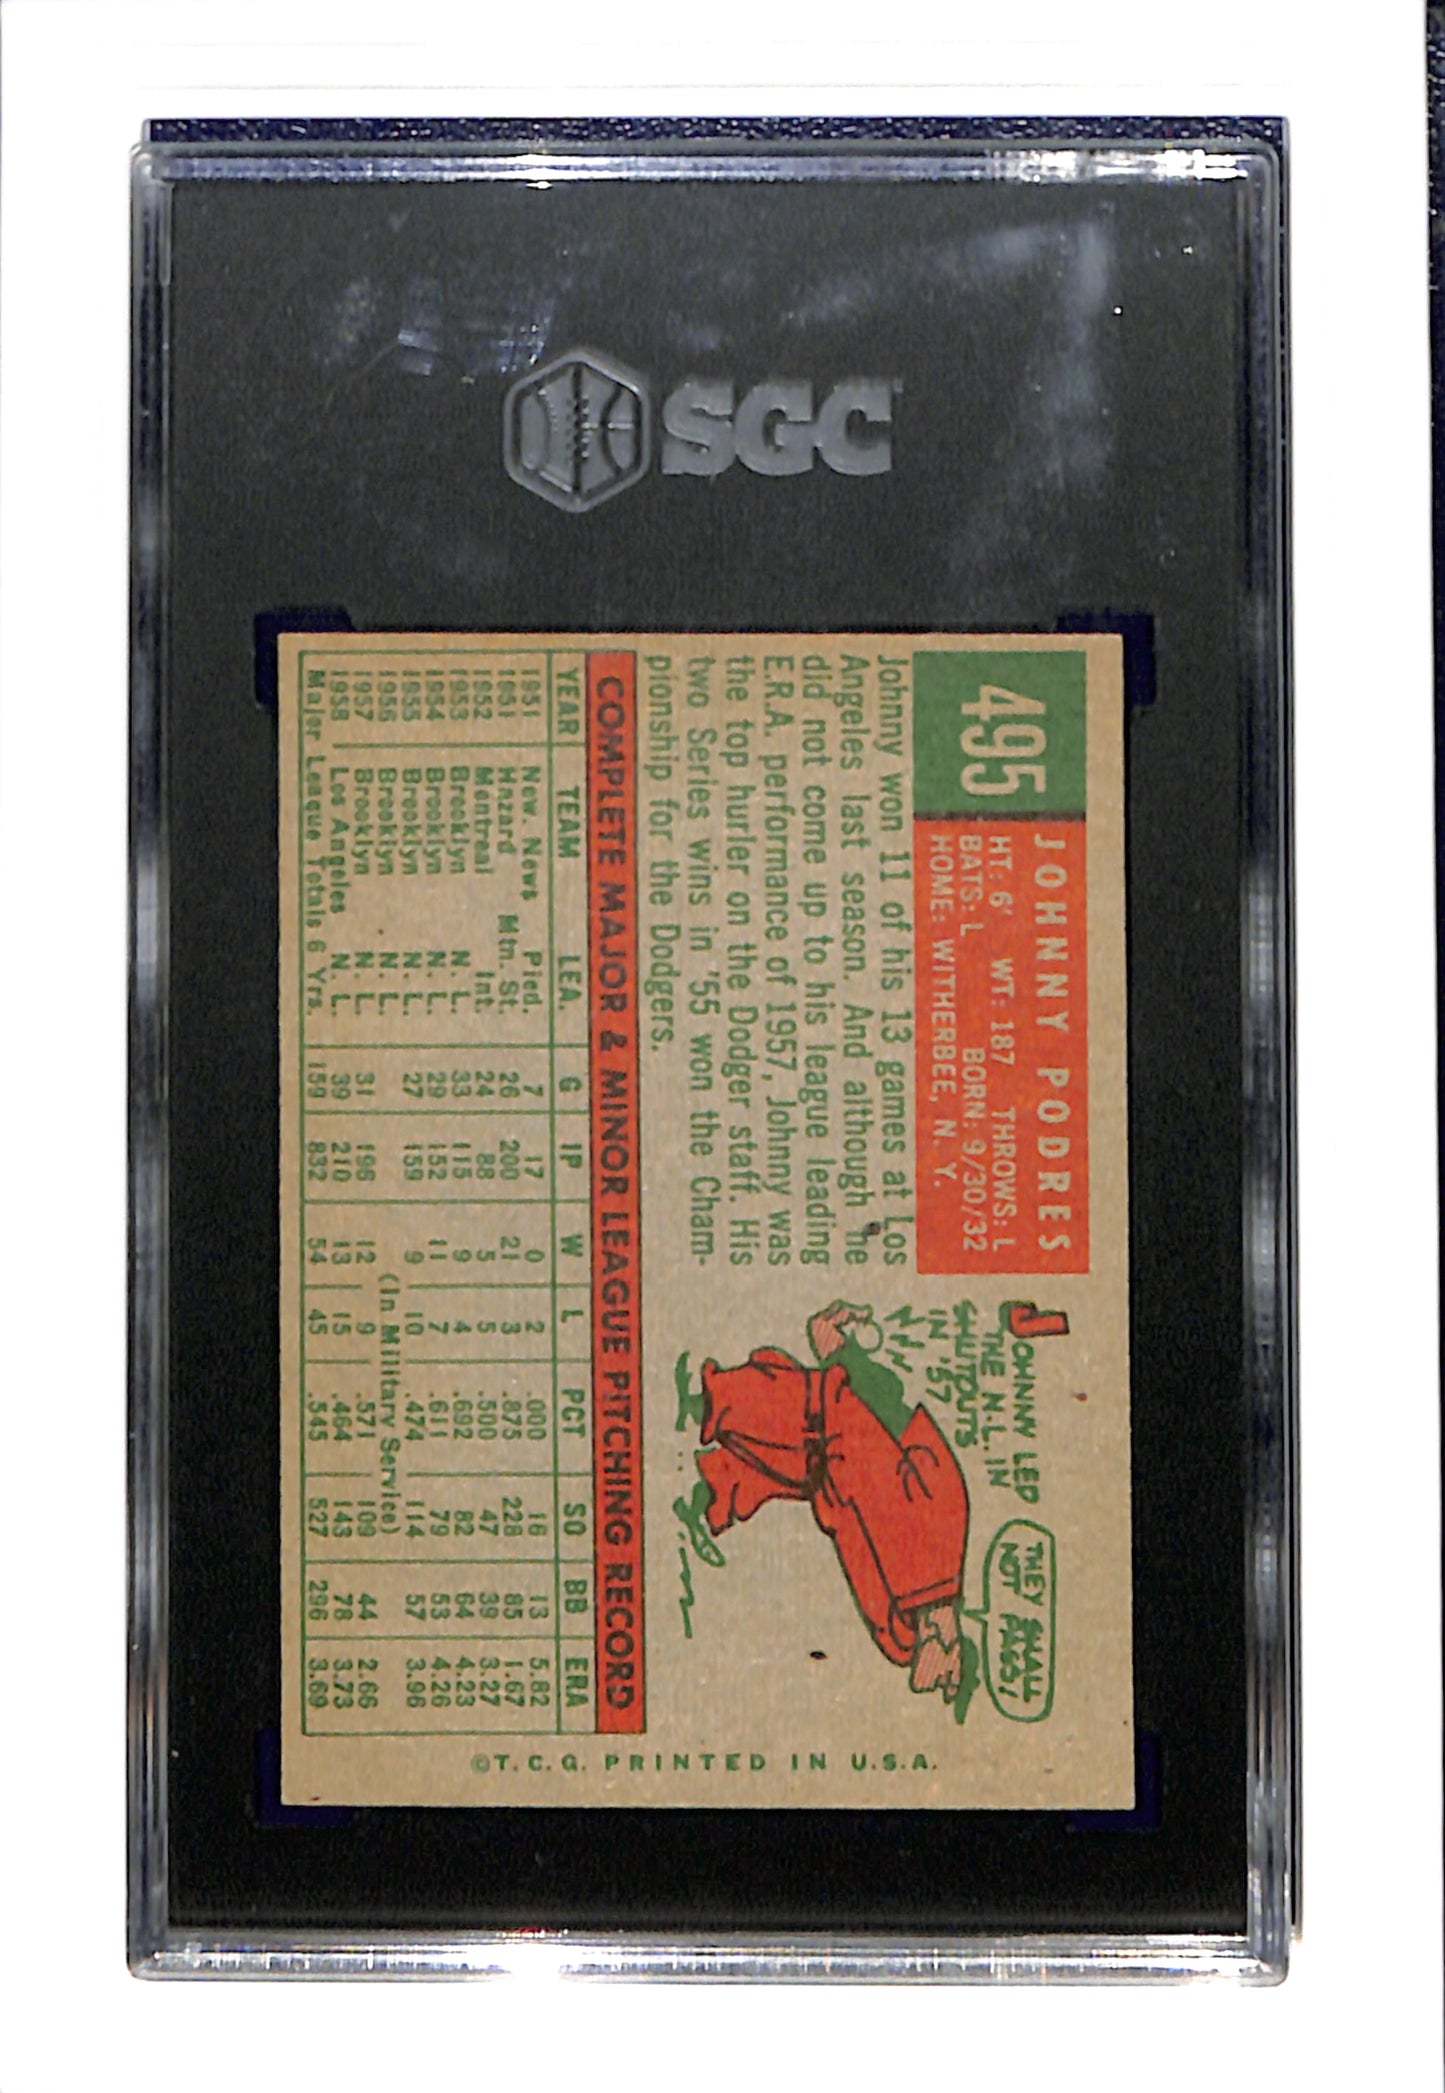 SGC
495
JOHNNY PODRES
HT: 6' WT: 187 THROWS: L
BATS: L BORN: 9/30/32
HOME: WITHERBEE, N. Y.
Johnny won 11 of his 13 games at Los
Angeles last season. And although he
did not come up to his league leading
E.R.A. performance of 1957, Johnny was
the top hurler on the Dodger staff. His
two Series wins in '55 won the Cham-
pionship for the Dodgers.
JOHNNY LED
THE N.L. IN
SHUTOUTS
IN '57
THEY SHALL
NOT PASS!
COMPLETE MAJOR & MINOR LEAGUE PITCHING RECORD
YEAR TEAM LEA. G IP W L PCT SO BB ERA
1951 New. News Pied. 7 17 0 2 .000 16 13 5.82
1951 Hazard Mtn. St. 26 200 21 3 .875 228 85 1.67
1952 Montreal Int. 24 88 5 5 .500 47 39 3.27
1953 Brooklyn N. L. 33 115 9 4 .692 82 64 4.23
1954 Brooklyn N. L. 29 152 11 7 .611 79 53 4.26
1955 Brooklyn N. L. 27 159 9 10 .474 114 57 3.96
1956 Brooklyn N. L. (In Military Service)
1957 Brooklyn N. L. 31 196 12 9 .571 109 44 2.66
1958 Los Angeles N. L. 39 210 13 15 .464 143 78 3.73
Major League Totals 6 Yrs. 159 832 54 45 .545 527 296 3.69
©T. C. G. PRINTED IN U.S.A.